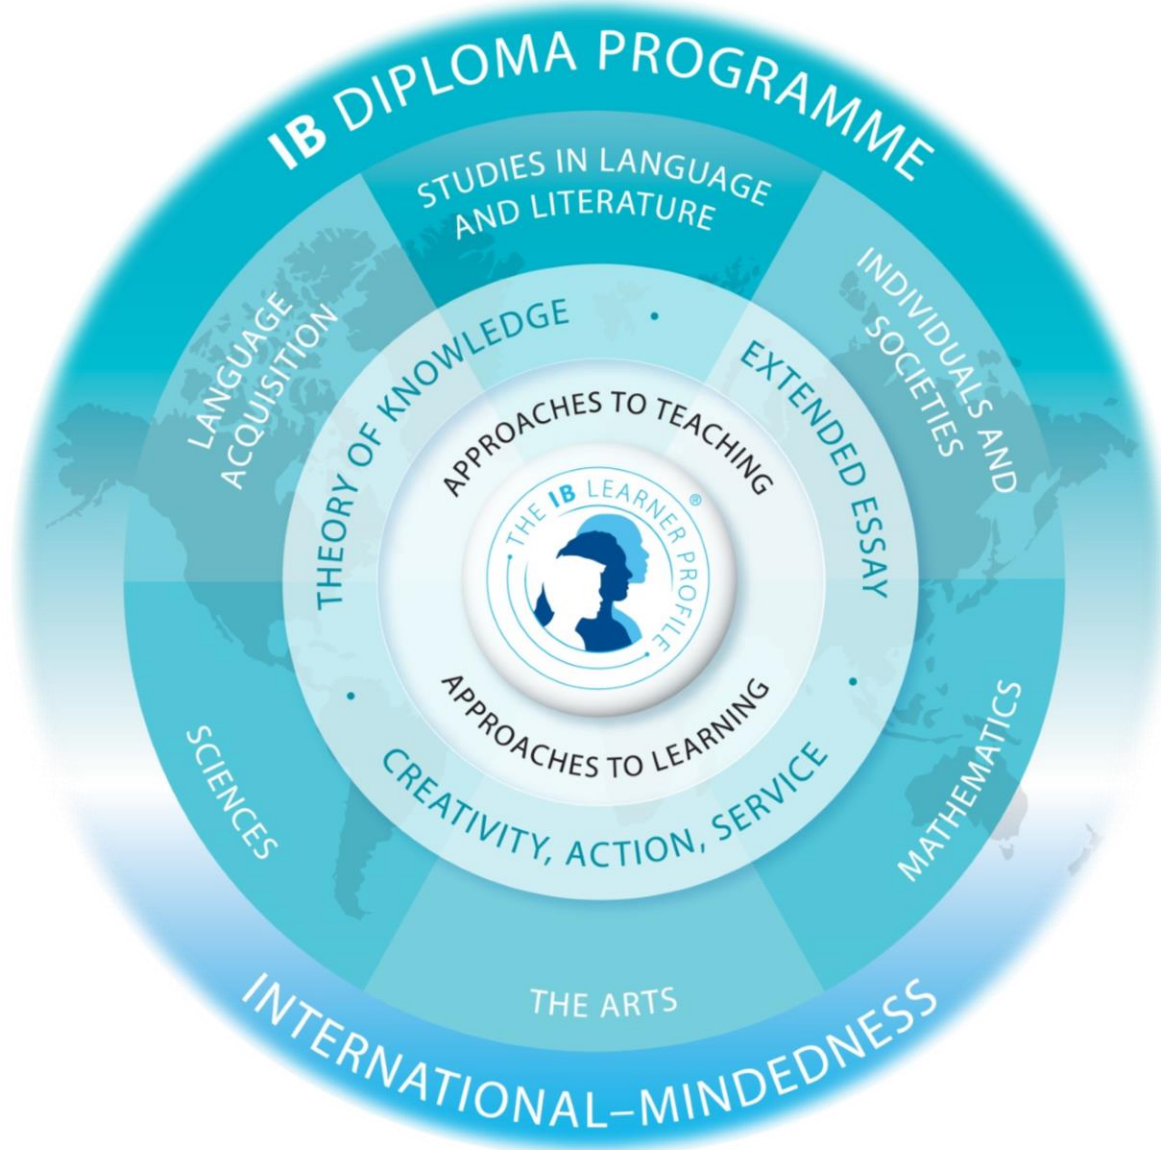 IB DIPLOMA PROGRAMME
STUDIES IN LANGUAGE
AND LITERATURE
INDIVIDUALS AND
SOCIETIES
MATHEMATICS
THE ARTS
SCIENCES
LANGUAGE
ACQUISITION
THEORY OF KNOWLEDGE
EXTENDED ESSAY
CREATIVITY, ACTION, SERVICE
APPROACHES TO TEACHING
APPROACHES TO LEARNING
THE IB LEARNER PROFILE ®
INTERNATIONAL–MINDEDNESS